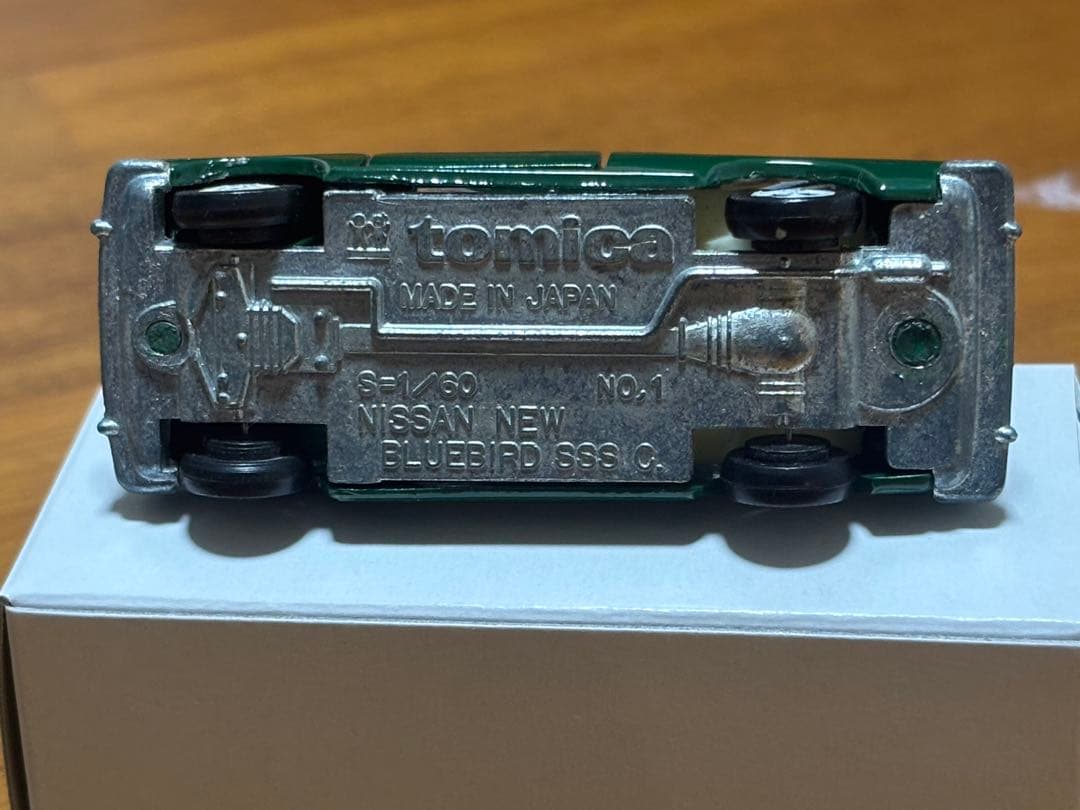 tomica
MADE IN JAPAN
S=1/60 NO.1
NISSAN NEW
BLUEBIRD SSS C.